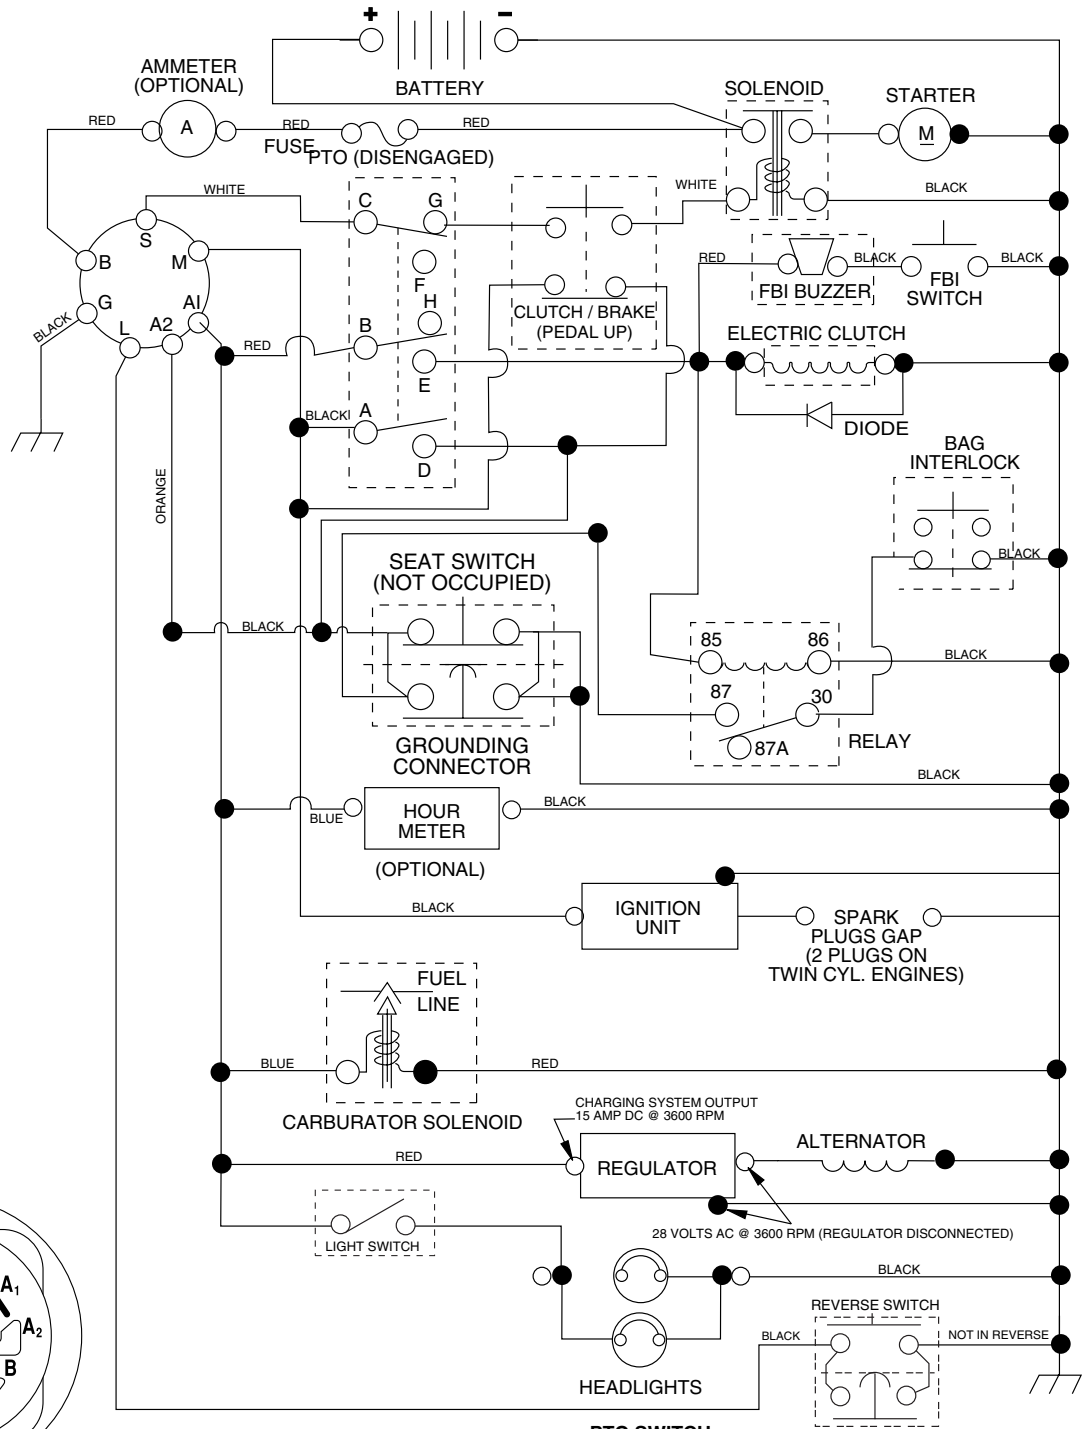 + -
BATTERY
AMMETER
(OPTIONAL)
SOLENOID
STARTER
RED
A
RED
FUSE
RED
PTO (DISENGAGED)
M
WHITE
WHITE
BLACK
C
G
S
B
M
F
RED
FBI BUZZER
BLACK
FBI
SWITCH
BLACK
G
A1
H
CLUTCH / BRAKE
(PEDAL UP)
BLACK
L
A2
RED
B
E
ELECTRIC CLUTCH
DIODE
BLACK
A
D
BAG
INTERLOCK
BLACK
ORANGE
SEAT SWITCH
(NOT OCCUPIED)
BLACK
85
86
BLACK
87
30
87A
RELAY
GROUNDING
CONNECTOR
BLACK
BLUE
HOUR
METER
BLACK
(OPTIONAL)
BLACK
IGNITION
UNIT
SPARK
PLUGS GAP
(2 PLUGS ON
TWIN CYL. ENGINES)
FUEL
LINE
BLUE
RED
CARBURATOR SOLENOID
CHARGING SYSTEM OUTPUT
15 AMP DC @ 3600 RPM
RED
REGULATOR
ALTERNATOR
28 VOLTS AC @ 3600 RPM (REGULATOR DISCONNECTED)
LIGHT SWITCH
BLACK
HEADLIGHTS
REVERSE SWITCH
BLACK
NOT IN REVERSE
A1
A2
B
PTO SWITCH